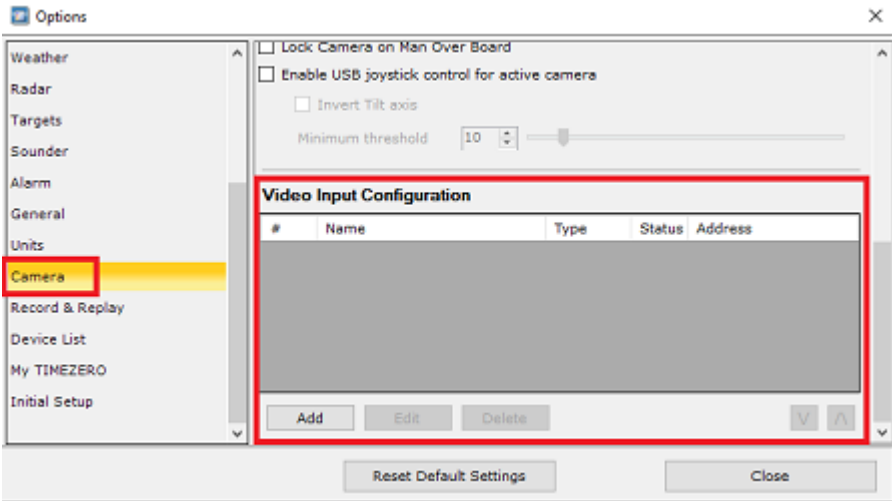 Options
Weather
Radar
Targets
Sounder
Alarm
General
Units
Camera
Record & Replay
Device List
My TIMEZERO
Initial Setup
Lock Camera on Man Over Board
Enable USB joystick control for active camera
Invert Tilt axis
Minimum threshold 10
Video Input Configuration
# Name Type Status Address
Add Edit Delete
Reset Default Settings Close